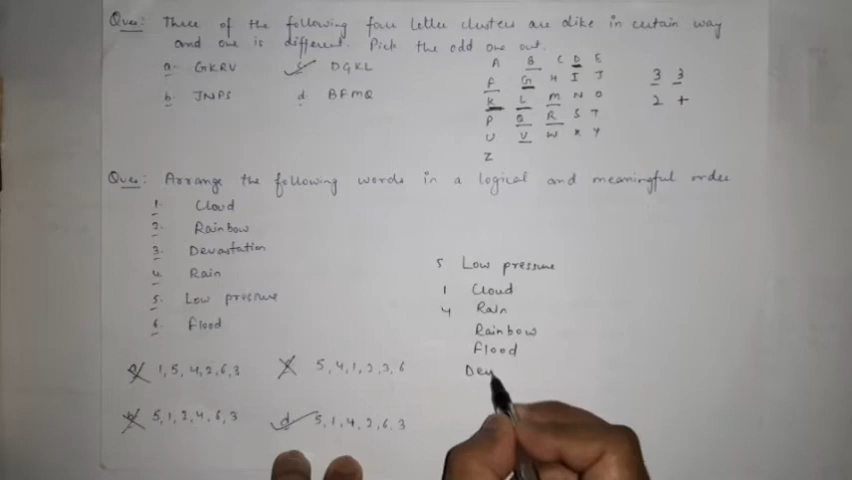 Ques: Three of the following four letter clusters are alike in certain way
and one is different. Pick the odd one out.
a. GKRV c DGKL
b. JNPS d. BFMQ
A B C D E
F G H I J
K L M N O
P Q R S T
U V W X Y
Z
3 3
2 +
Ques: Arrange the following words in a logical and meaningful order
1. Cloud
2. Rainbow
3. Devastation
4. Rain
5. Low pressure
6. Flood
a 1, 5, 4, 2, 6, 3
5, 4, 1, 2, 3, 6
b 5, 1, 2, 4, 6, 3
d 5, 1, 4, 2, 6, 3
5 Low pressure
1 Cloud
4 Rain
Rainbow
Flood
Dev